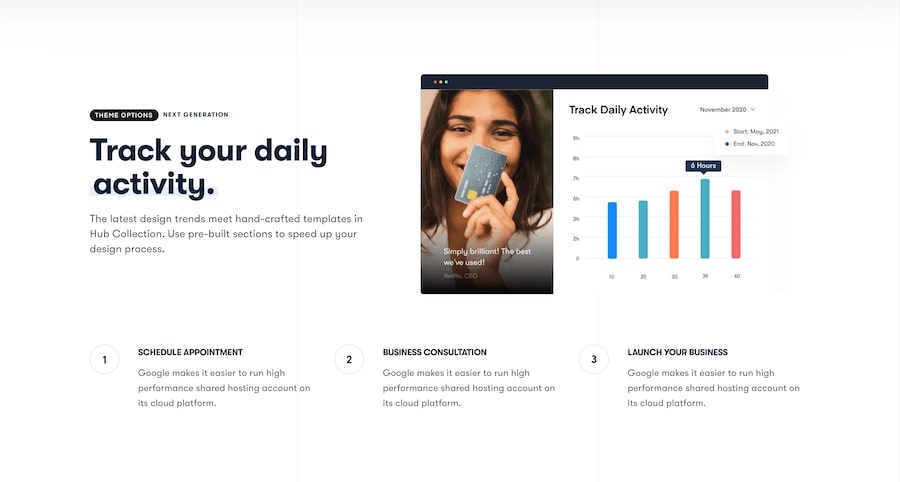 THEME OPTIONS NEXT GENERATION
Track your daily
activity.
The latest design trends meet hand-crafted templates in
Hub Collection. Use pre-built sections to speed up your
design process.
Simply brilliant! The best
we've used!
Netflix, CEO
Track Daily Activity
November 2020
Start: May, 2021
End: Nov, 2020
6 Hours
9h
8h
7h
6h
3h
2h
0
10 20 30 39 60
1
SCHEDULE APPOINTMENT
Google makes it easier to run high
performance shared hosting account on
its cloud platform.
2
BUSINESS CONSULTATION
Google makes it easier to run high
performance shared hosting account on
its cloud platform.
3
LAUNCH YOUR BUSINESS
Google makes it easier to run high
performance shared hosting account on
its cloud platform.